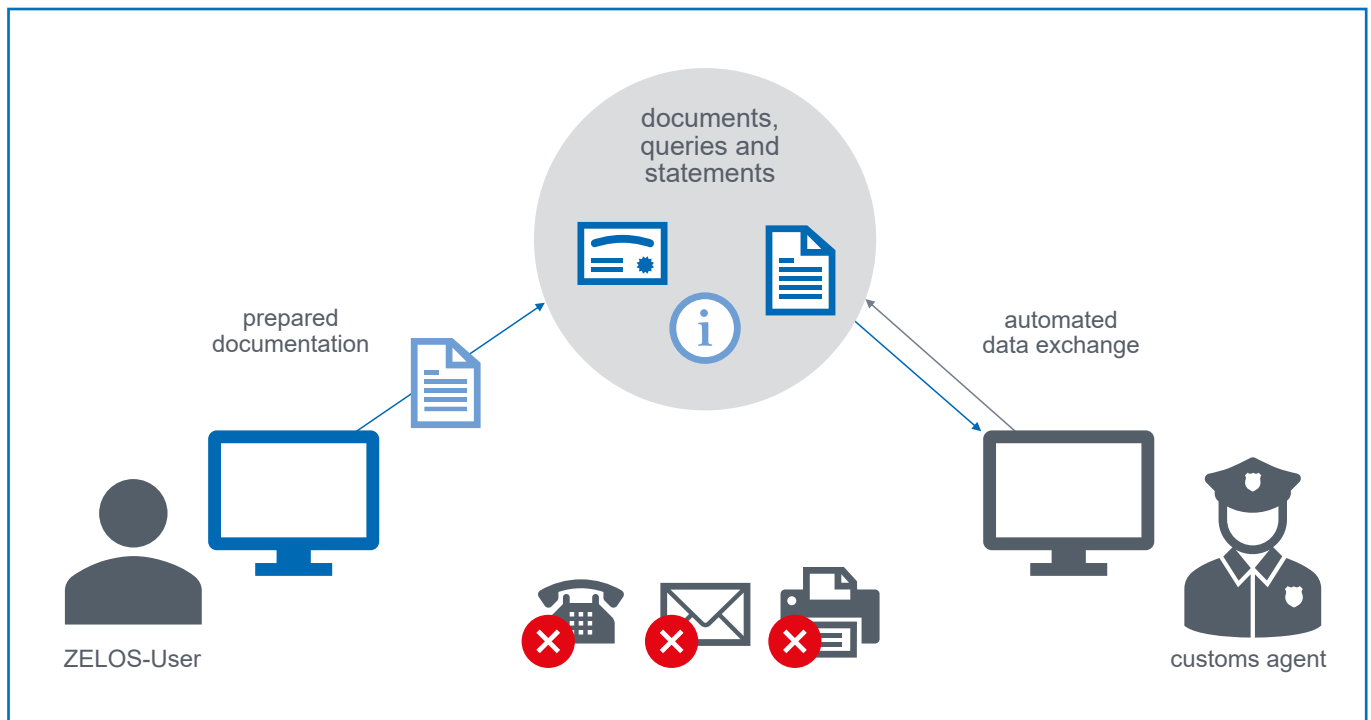 documents,
queries and
statements
prepared
documentation
automated
data exchange
i
ZELOS-User
customs agent